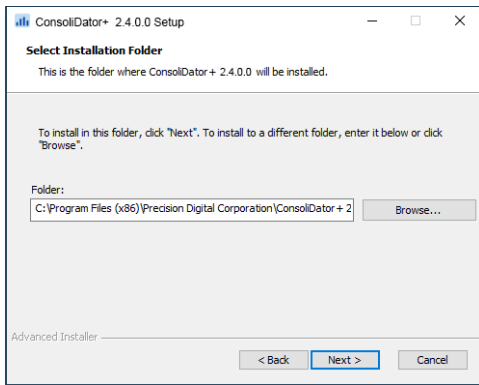 ConsoliDator+ 2.4.0.0 Setup
Select Installation Folder
This is the folder where ConsoliDator+ 2.4.0.0 will be installed.
To install in this folder, click "Next". To install to a different folder, enter it below or click
"Browse".
Folder:
C:\Program Files (x86)\Precision Digital Corporation\ConsoliDator+ 2
Browse...
Advanced Installer
< Back
Next >
Cancel